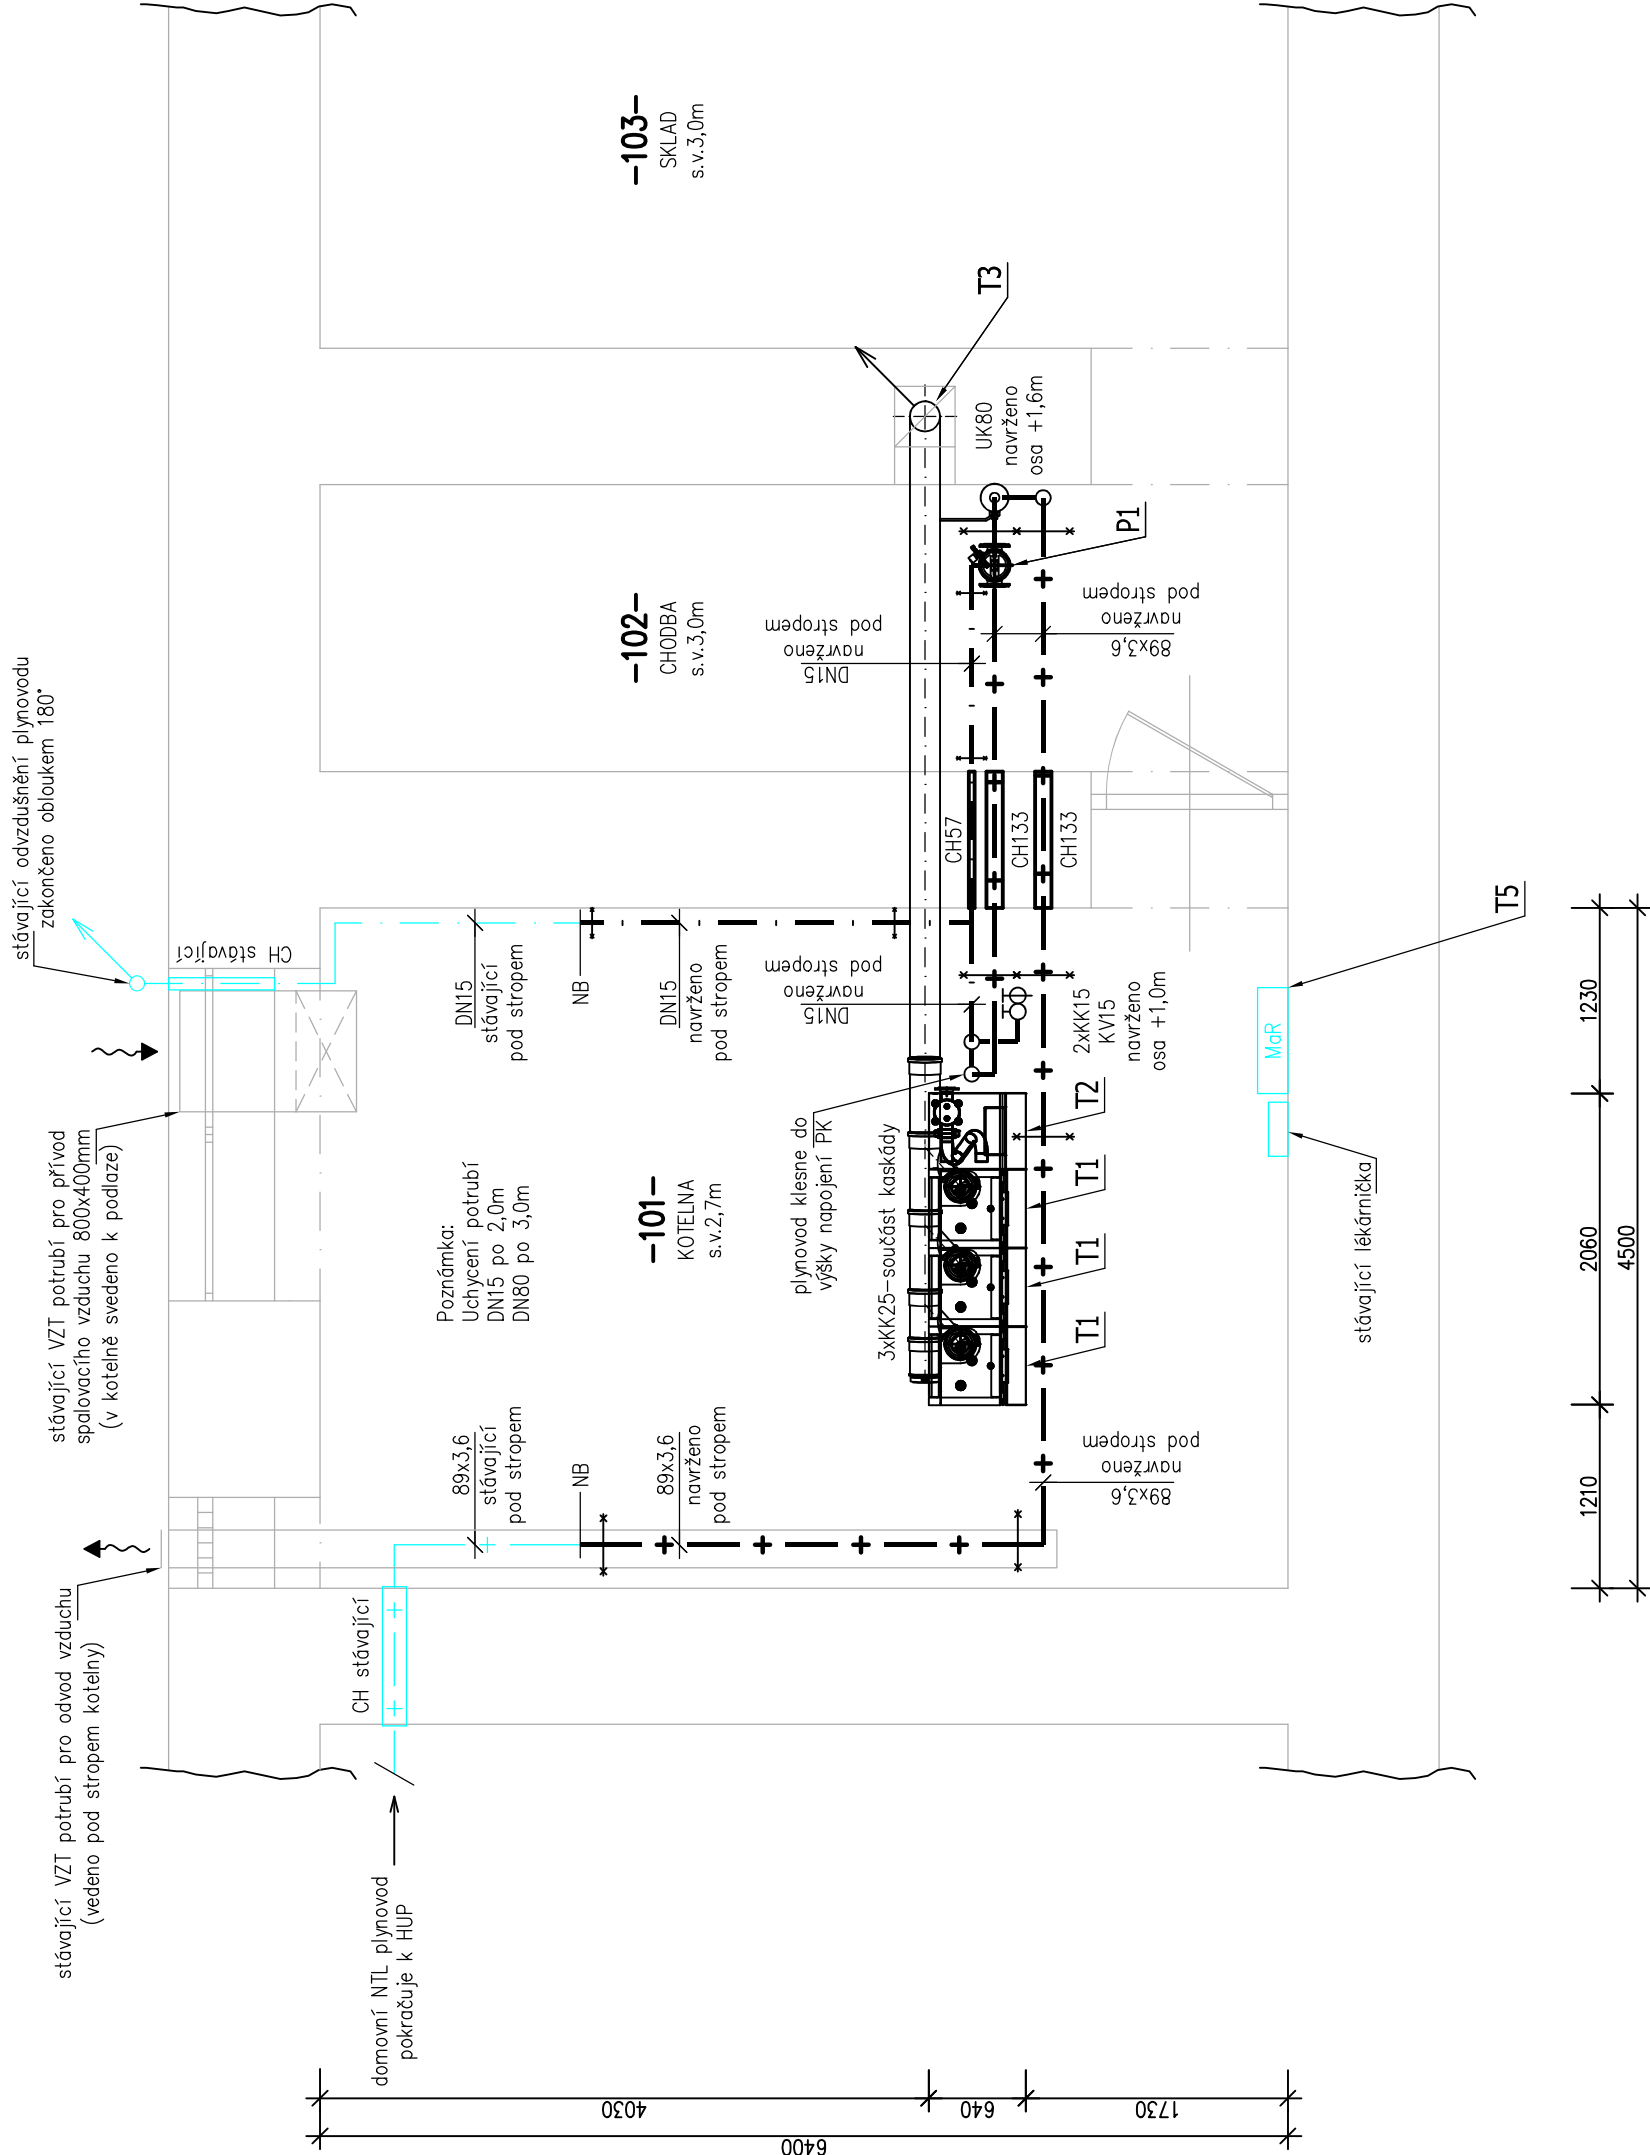 stávající odvzdušnění plynovodu
zakončeno obloukem 180°
CH stávající
stávající VZT potrubí pro přívod
spalovacího vzduchu 800x400mm
(v kotelně svedeno k podlaze)
stávající VZT potrubí pro odvod vzduchu
(vedeno pod stropem kotelny)
CH stávající
domovní NTL plynovod
pokračuje k HUP
DN15
stávající
pod stropem
NB
DN15
navrženo
pod stropem
89x3,6
stávající
pod stropem
NB
89x3,6
navrženo
pod stropem
Poznámka:
Uchycení potrubí
DN15 po 2,0m
DN80 po 3,0m
-101-
KOTELNA
s.v.2,7m
-102-
CHODBA
s.v.3,0m
-103-
SKLAD
s.v.3,0m
DN15
navrženo
pod stropem
DN15
navrženo
pod stropem
plynovod klesne do
výšky napojení PK
3xKK25-součást kaskády
CH57
CH133
CH133
T3
UK80
navrženo
osa +1,6m
P1
89x3,6
navrženo
pod stropem
2xKK15
KV15
navrženo
osa +1,0m
T2
T1
T1
T1
89x3,6
navrženo
pod stropem
MaR
T5
stávající lékárnička
1230
2060
1210
4500
4030
640
1730
6400